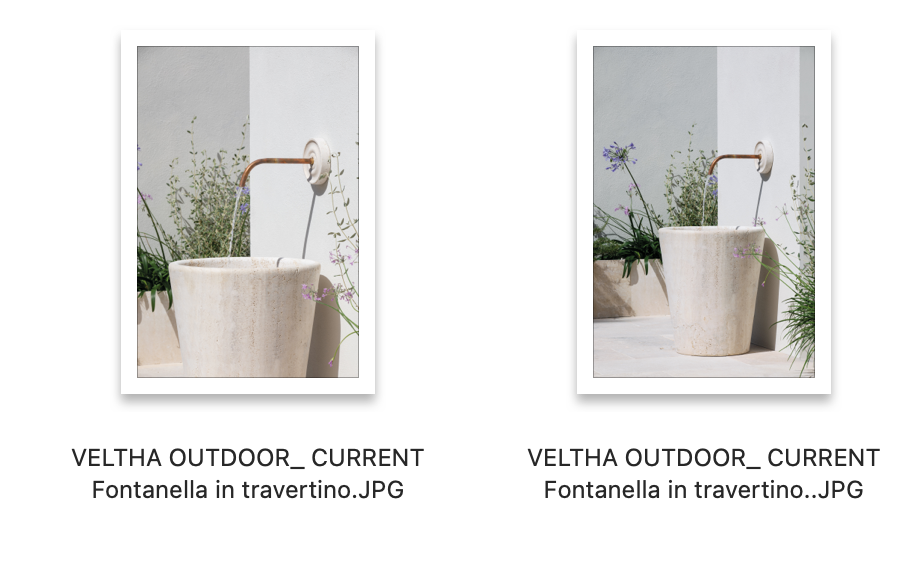 VELTHA OUTDOOR_ CURRENT
Fontanella in travertino.JPG
VELTHA OUTDOOR_ CURRENT
Fontanella in travertino..JPG